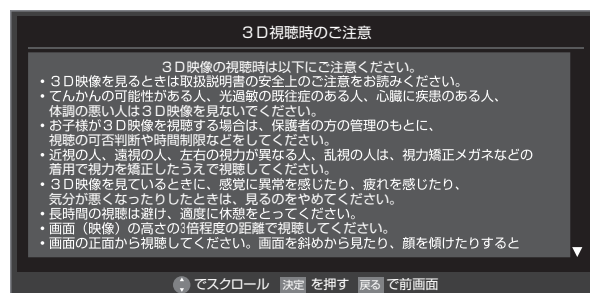 3D視聴時のご注意
3D映像の視聴時は以下にご注意ください。
・3D映像を見るときは取扱説明書の安全上のご注意をお読みください。
・てんかんの可能性がある人、光過敏の既往症のある人、心臓に疾患のある人、
体調の悪い人は3D映像を見ないでください。
・お子様が3D映像を視聴する場合は、保護者の方の管理のもとに、
視聴の可否判断や時間制限などをしてください。
・近視の人、遠視の人、左右の視力が異なる人、乱視の人は、視力矯正メガネなどの
着用で視力を矯正したうえで視聴してください。
・3D映像を見ているときに、感覚に異常を感じたり、疲れを感じたり、
気分が悪くなったりしたときは、見るのをやめてください。
・長時間の視聴は避け、適度に休憩をとってください。
・画面（映像）の高さの3倍程度の距離で視聴してください。
・画面の正面から視聴してください。画面を斜めから見たり、顔を傾けたりすると
でスクロール 決定 を押す 戻る で前画面